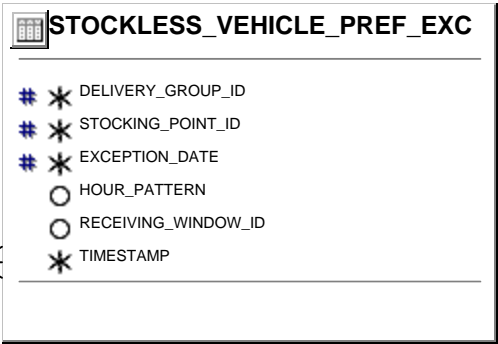 STOCKLESS_VEHICLE_PREF_EXC
# * DELIVERY_GROUP_ID
# * STOCKING_POINT_ID
# * EXCEPTION_DATE
HOUR_PATTERN
RECEIVING_WINDOW_ID
* TIMESTAMP